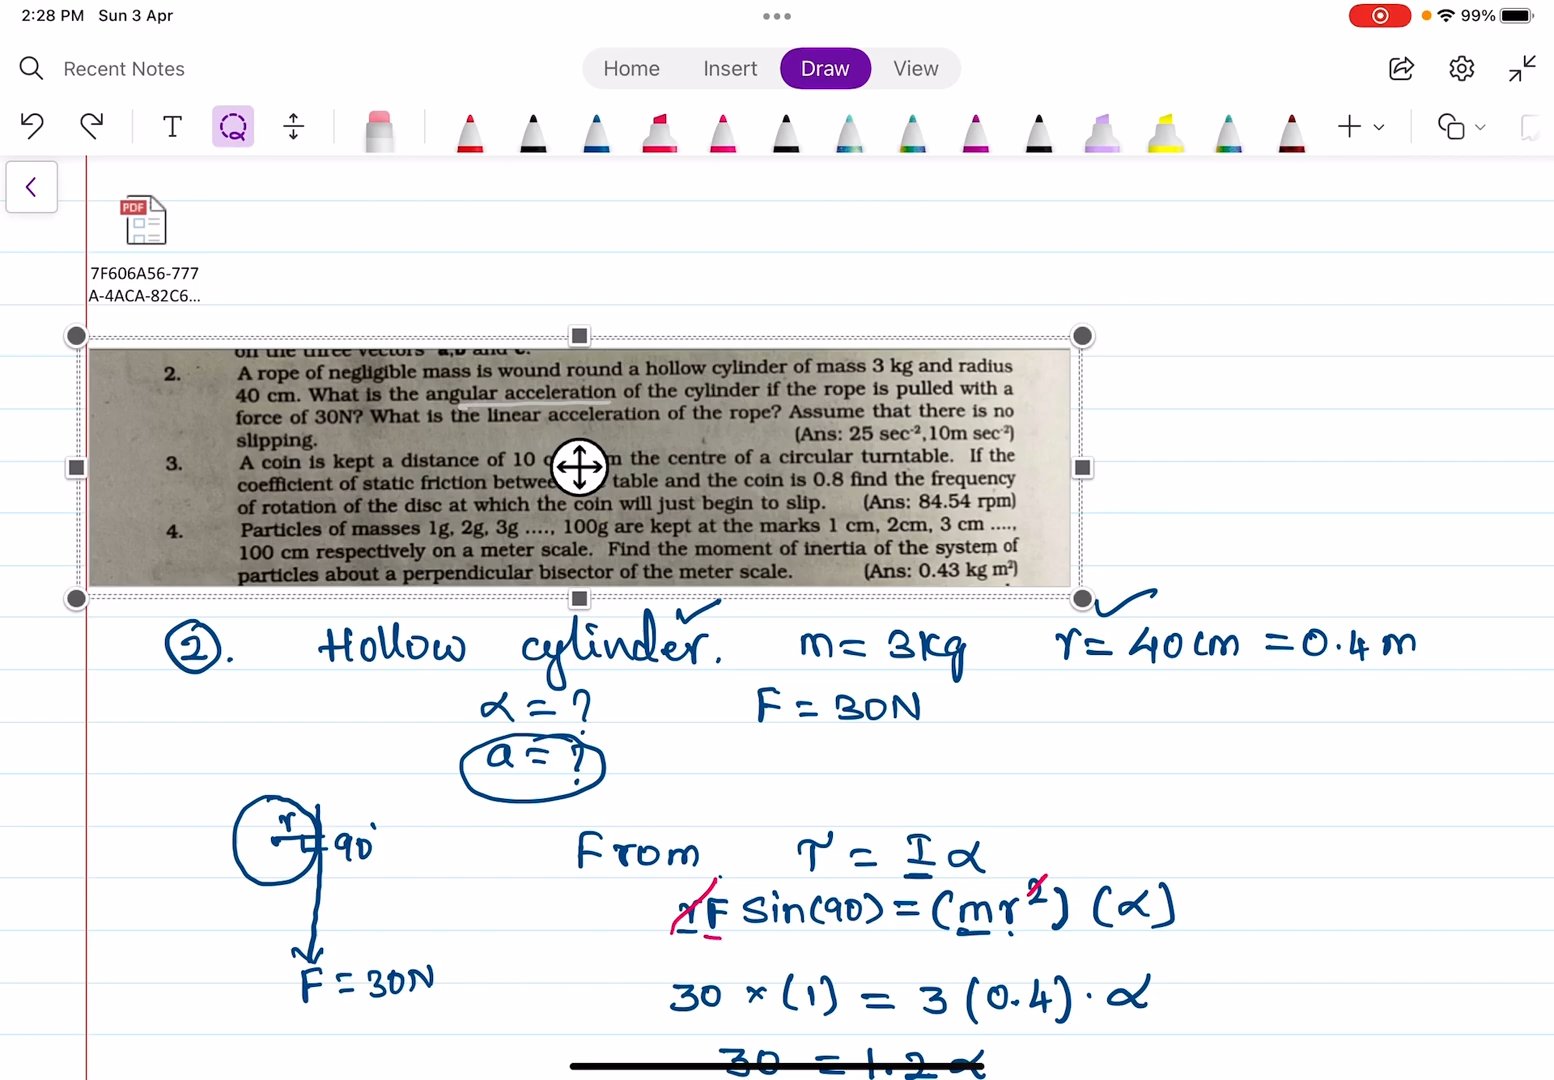 2:28 PM Sun 3 Apr
99%
Recent Notes
Home Insert Draw View
T
PDF
7F606A56-777
A-4ACA-82C6...
on the three vectors a,b and c.
2. A rope of negligible mass is wound round a hollow cylinder of mass 3 kg and radius
40 cm. What is the angular acceleration of the cylinder if the rope is pulled with a
force of 30N? What is the linear acceleration of the rope? Assume that there is no
slipping. (Ans: 25 sec⁻²,10m sec⁻²)
3. A coin is kept a distance of 10 the centre of a circular turntable. If the
coefficient of static friction table and the coin is 0.8 find the frequency
of rotation of the disc at which the coin will just begin to slip. (Ans: 84.54 rpm)
4. Particles of masses 1g, 2g, 3g ...., 100g are kept at the marks 1 cm, 2cm, 3 cm ....,
100 cm respectively on a meter scale. Find the moment of inertia of the system of
particles about a perpendicular bisector of the meter scale. (Ans: 0.43 kg m²)
②. Hollow cylinder. m = 3kg r = 40cm = 0.4m
α = ? F = 30N
a = ?
r 90°
From τ = I α
rF sin(90) = (mr²) (α)
F = 30N
30 × (1) = 3 (0.4) · α
30 = 1.2 α